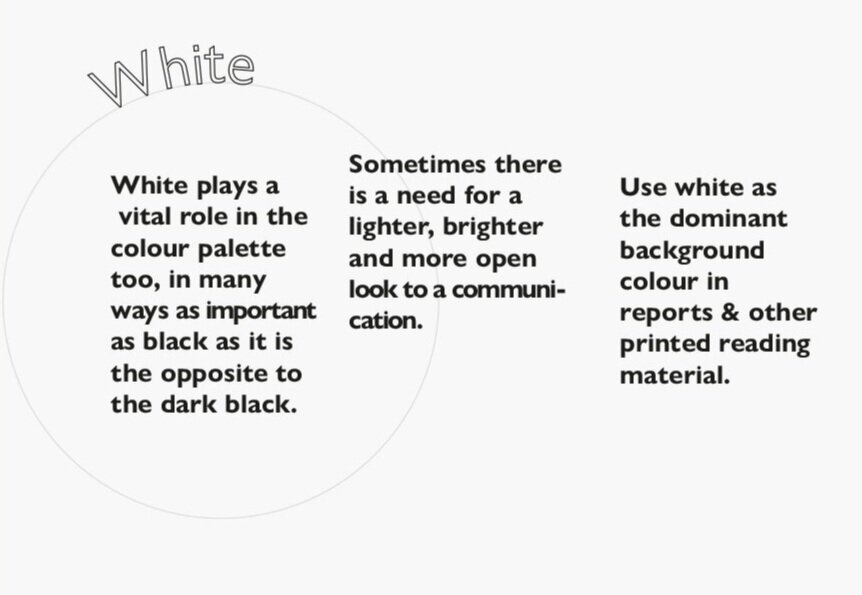 White
White plays a
vital role in the
colour palette
too, in many
ways as important
as black as it is
the opposite to
the dark black.
Sometimes there
is a need for a
lighter, brighter
and more open
look to a communi-
cation.
Use white as
the dominant
background
colour in
reports & other
printed reading
material.